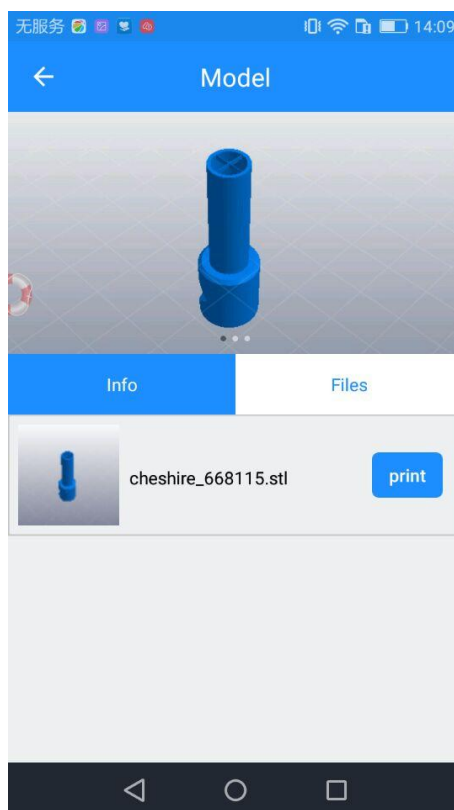 无服务 14:09
Model
Info Files
cheshire_668115.stl print